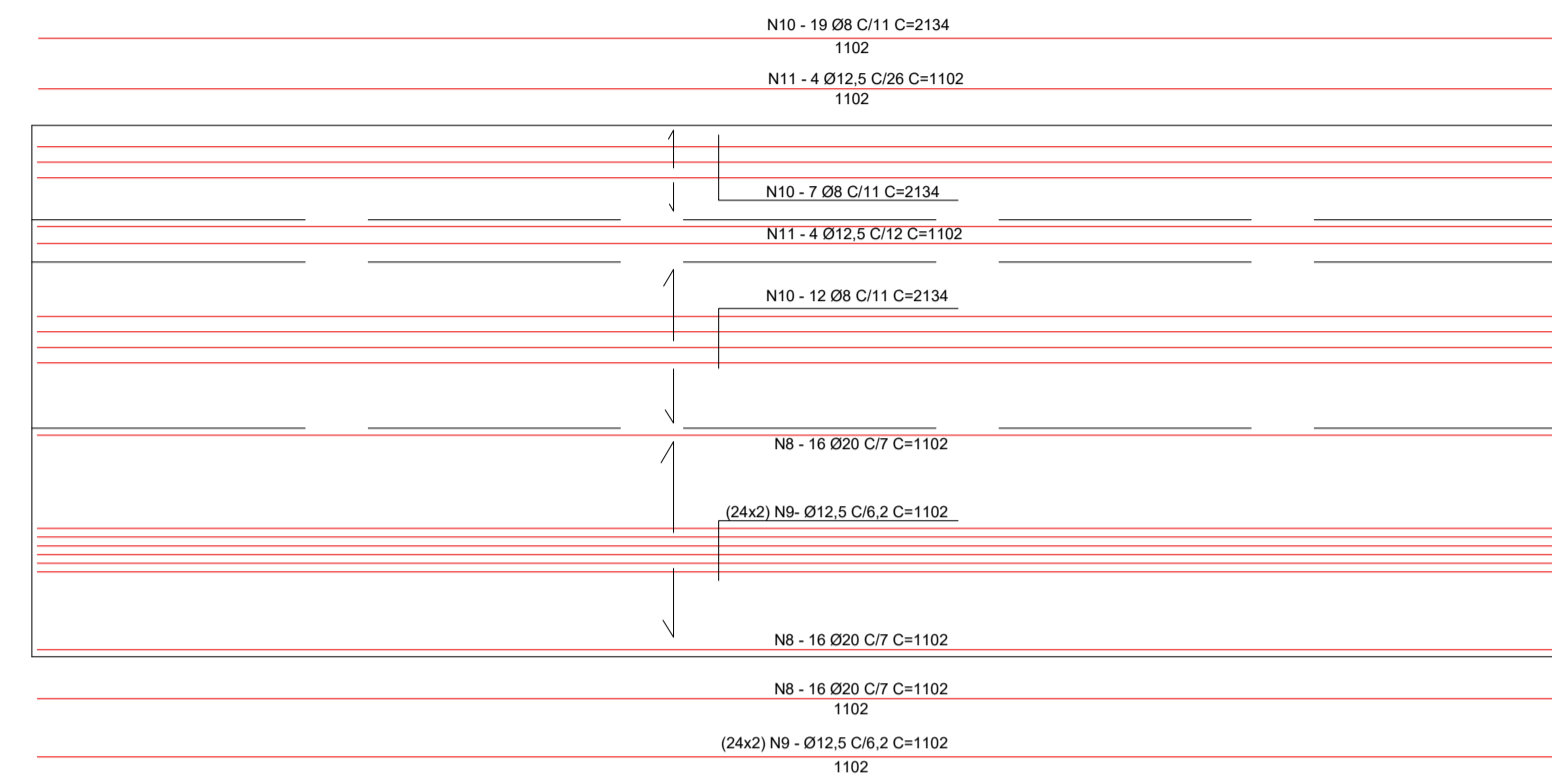 N10 - 19 Ø8 C/11 C=2134
1102
N11 - 4 Ø12,5 C/26 C=1102
1102
N10 - 7 Ø8 C/11 C=2134
N11 - 4 Ø12,5 C/12 C=1102
N10 - 12 Ø8 C/11 C=2134
N8 - 16 Ø20 C/7 C=1102
(24x2) N9- Ø12,5 C/6,2 C=1102
N8 - 16 Ø20 C/7 C=1102
N8 - 16 Ø20 C/7 C=1102
1102
(24x2) N9 - Ø12,5 C/6,2 C=1102
1102